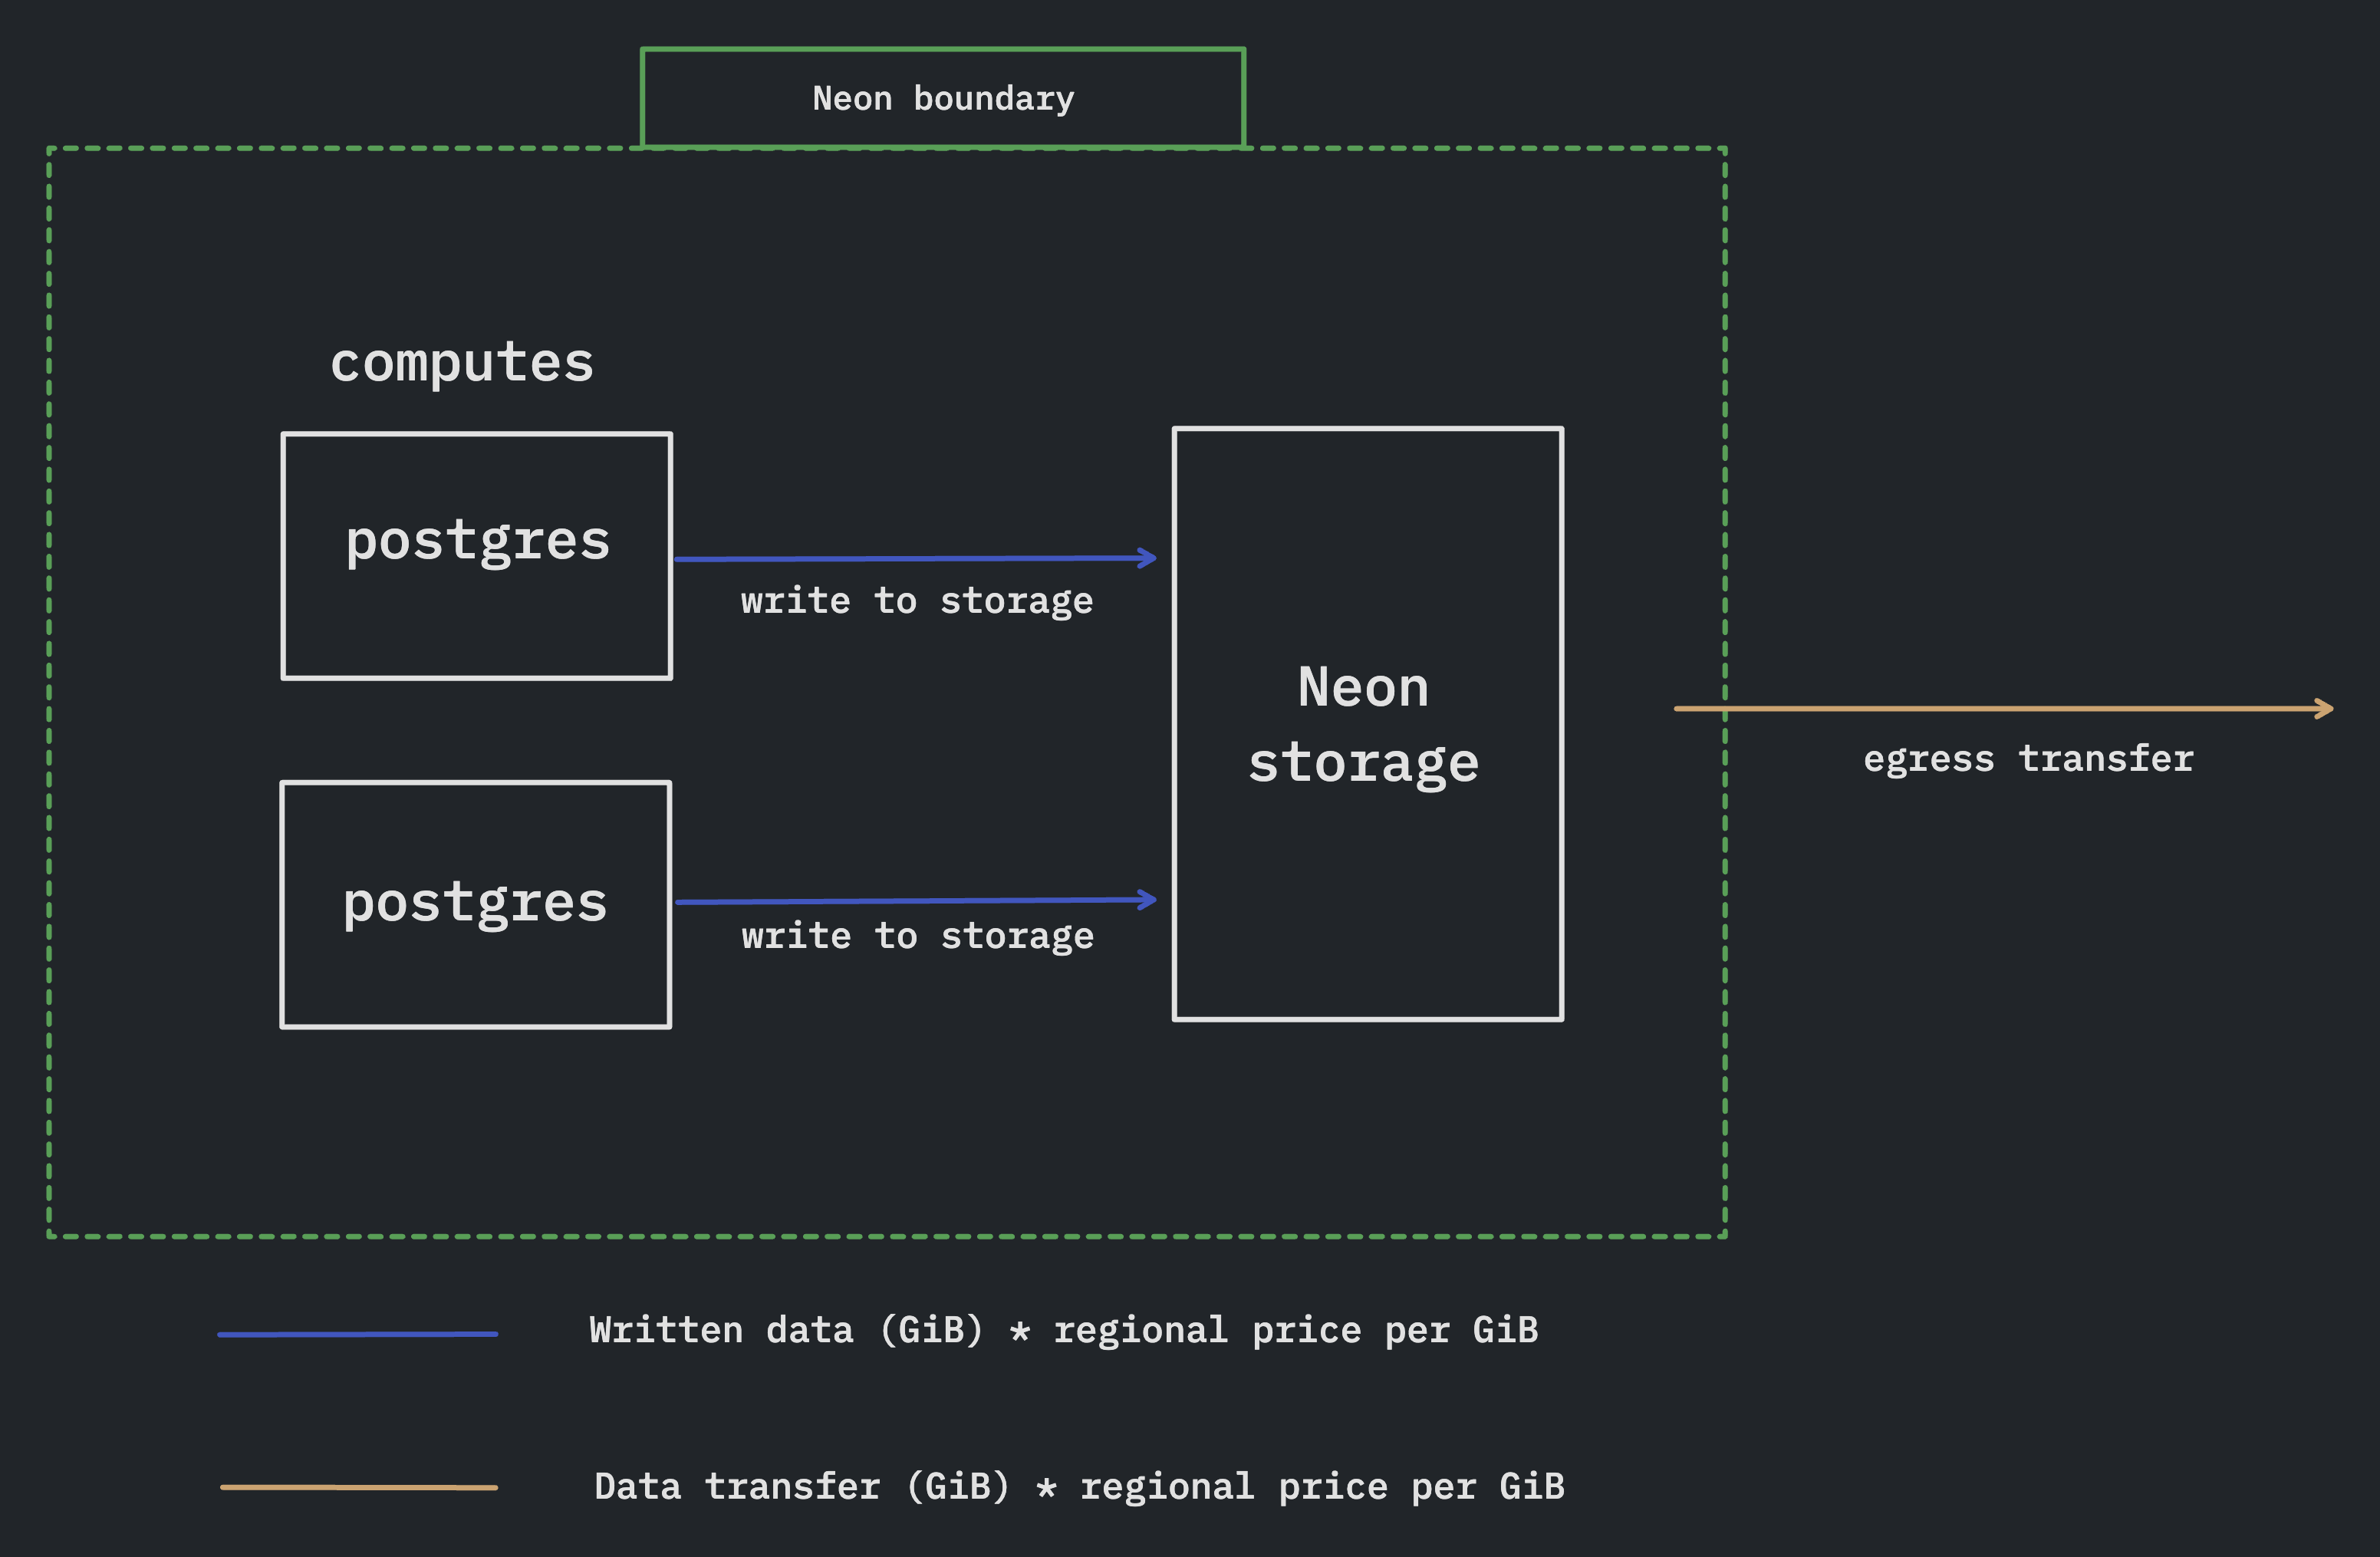 Neon boundary
computes
postgres
write to storage
Neon
storage
egress transfer
postgres
write to storage
Written data (GiB) * regional price per GiB
Data transfer (GiB) * regional price per GiB